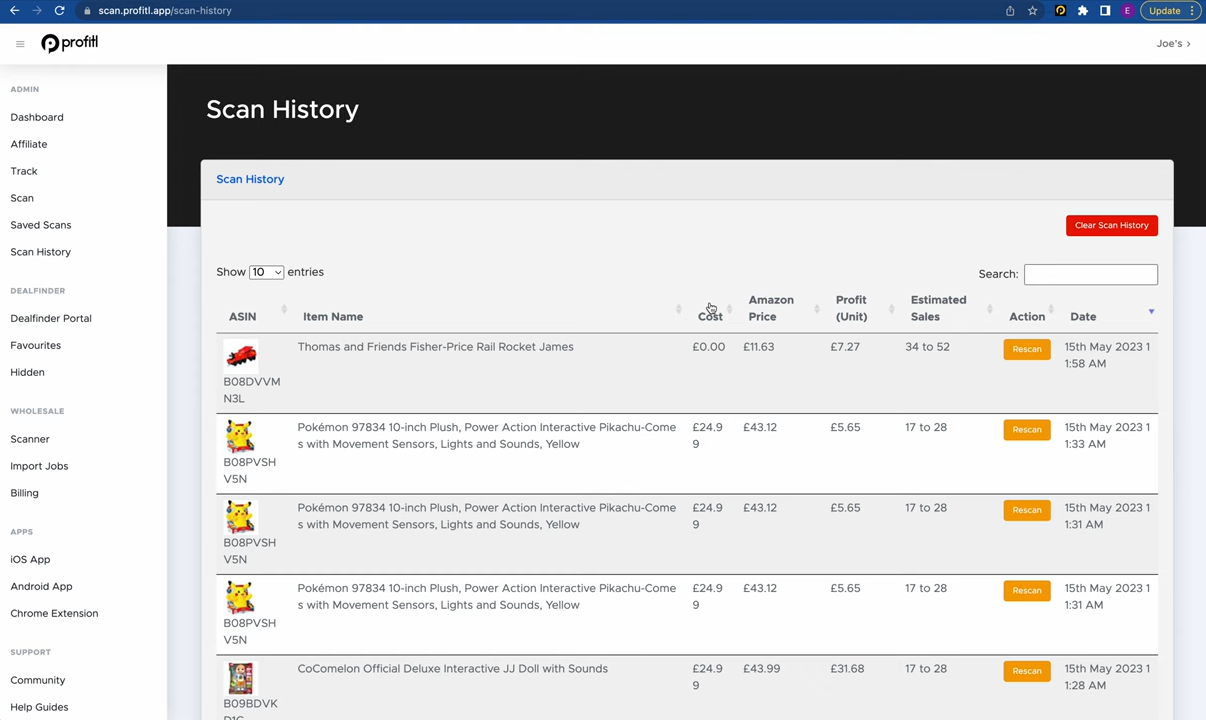 scan.profitl.app/scan-history
E
Update
profitl
Joe's
ADMIN
Dashboard
Affiliate
Track
Scan
Saved Scans
Scan History
DEALFINDER
Dealfinder Portal
Favourites
Hidden
WHOLESALE
Scanner
Import Jobs
Billing
APPS
iOS App
Android App
Chrome Extension
SUPPORT
Community
Help Guides
Scan History
Scan History
Clear Scan History
Show 10 entries
Search:
ASIN
Item Name
Cost
Amazon
Price
Profit
(Unit)
Estimated
Sales
Action
Date
B08DVVM
N3L
Thomas and Friends Fisher-Price Rail Rocket James
£0.00
£11.63
£7.27
34 to 52
Rescan
15th May 2023 1
1:58 AM
B08PVSH
V5N
Pokémon 97834 10-inch Plush, Power Action Interactive Pikachu-Come
s with Movement Sensors, Lights and Sounds, Yellow
£24.9
9
£43.12
£5.65
17 to 28
Rescan
15th May 2023 1
1:33 AM
B08PVSH
V5N
Pokémon 97834 10-inch Plush, Power Action Interactive Pikachu-Come
s with Movement Sensors, Lights and Sounds, Yellow
£24.9
9
£43.12
£5.65
17 to 28
Rescan
15th May 2023 1
1:31 AM
B08PVSH
V5N
Pokémon 97834 10-inch Plush, Power Action Interactive Pikachu-Come
s with Movement Sensors, Lights and Sounds, Yellow
£24.9
9
£43.12
£5.65
17 to 28
Rescan
15th May 2023 1
1:31 AM
B09BDVK
CoComelon Official Deluxe Interactive JJ Doll with Sounds
£24.9
9
£43.99
£31.68
17 to 28
Rescan
15th May 2023 1
1:28 AM